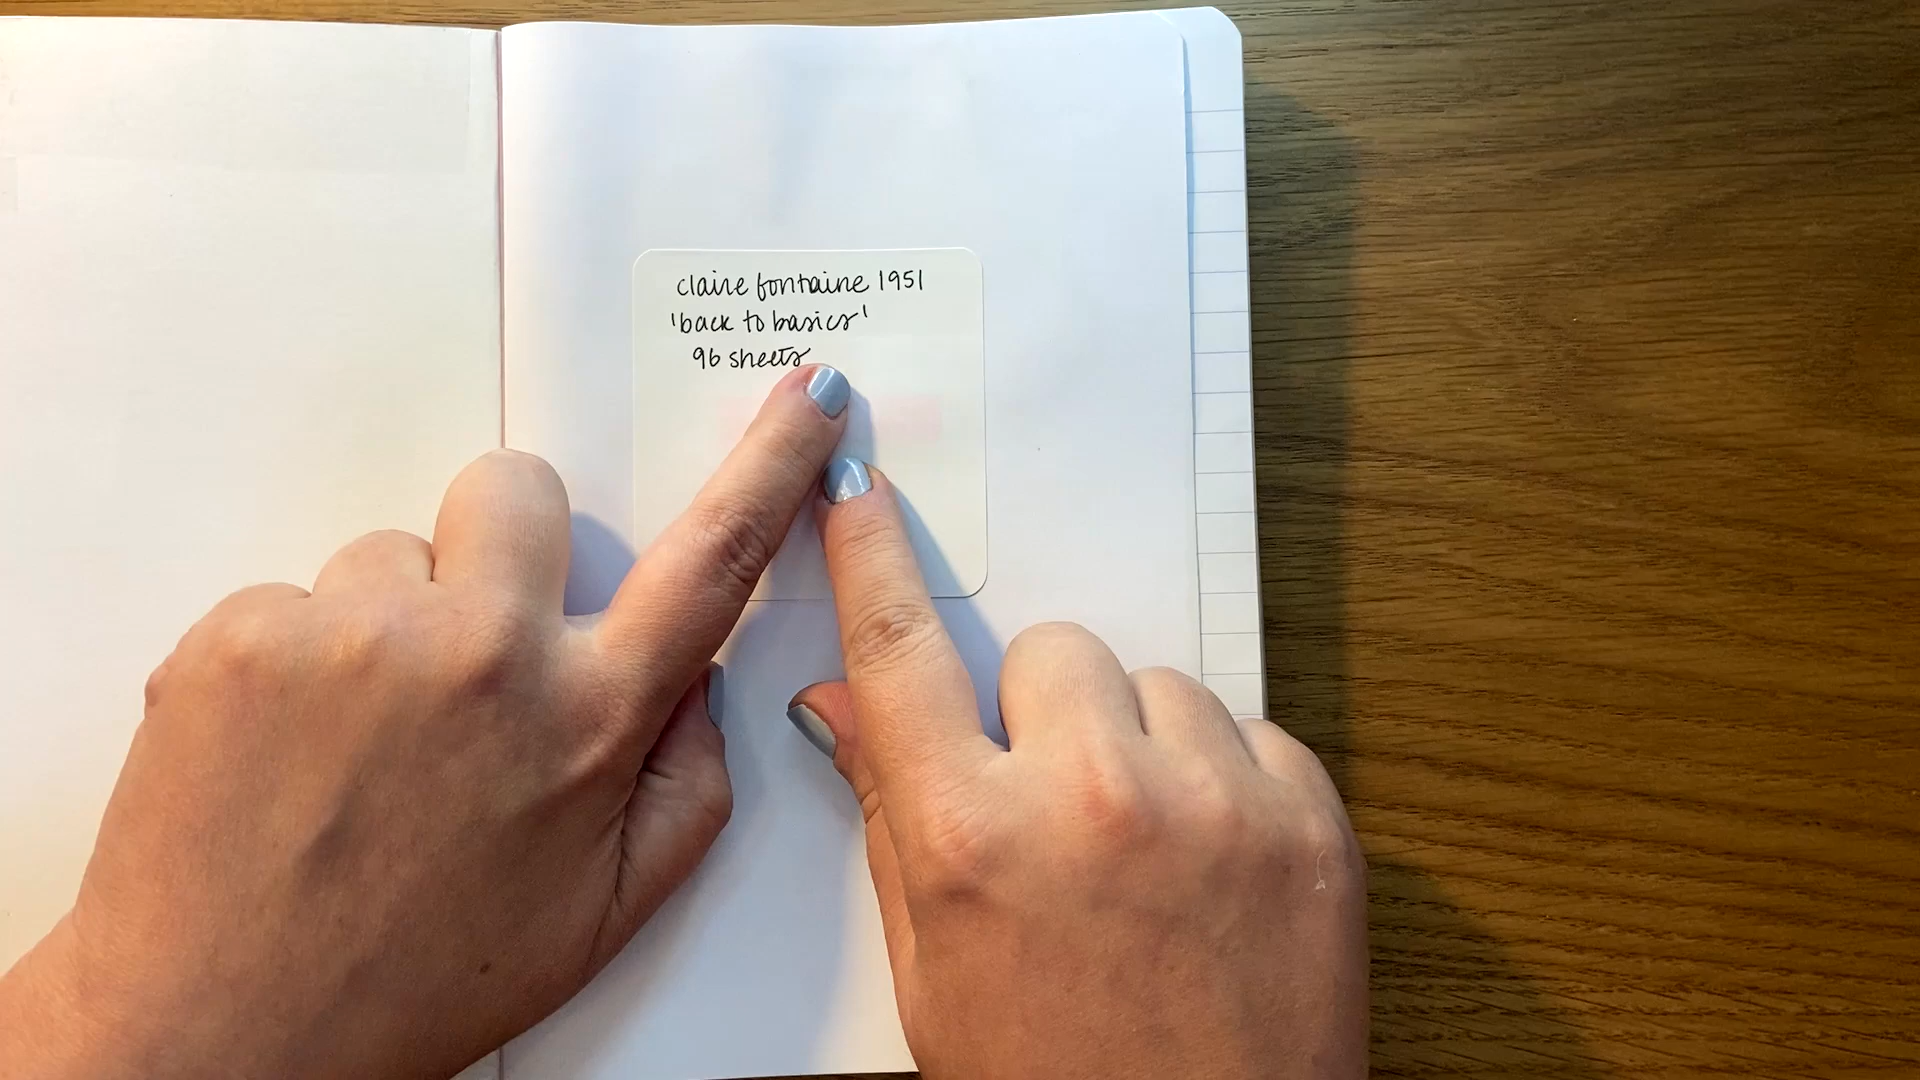 claire fontaine 1951
'back to basics'
96 sheets